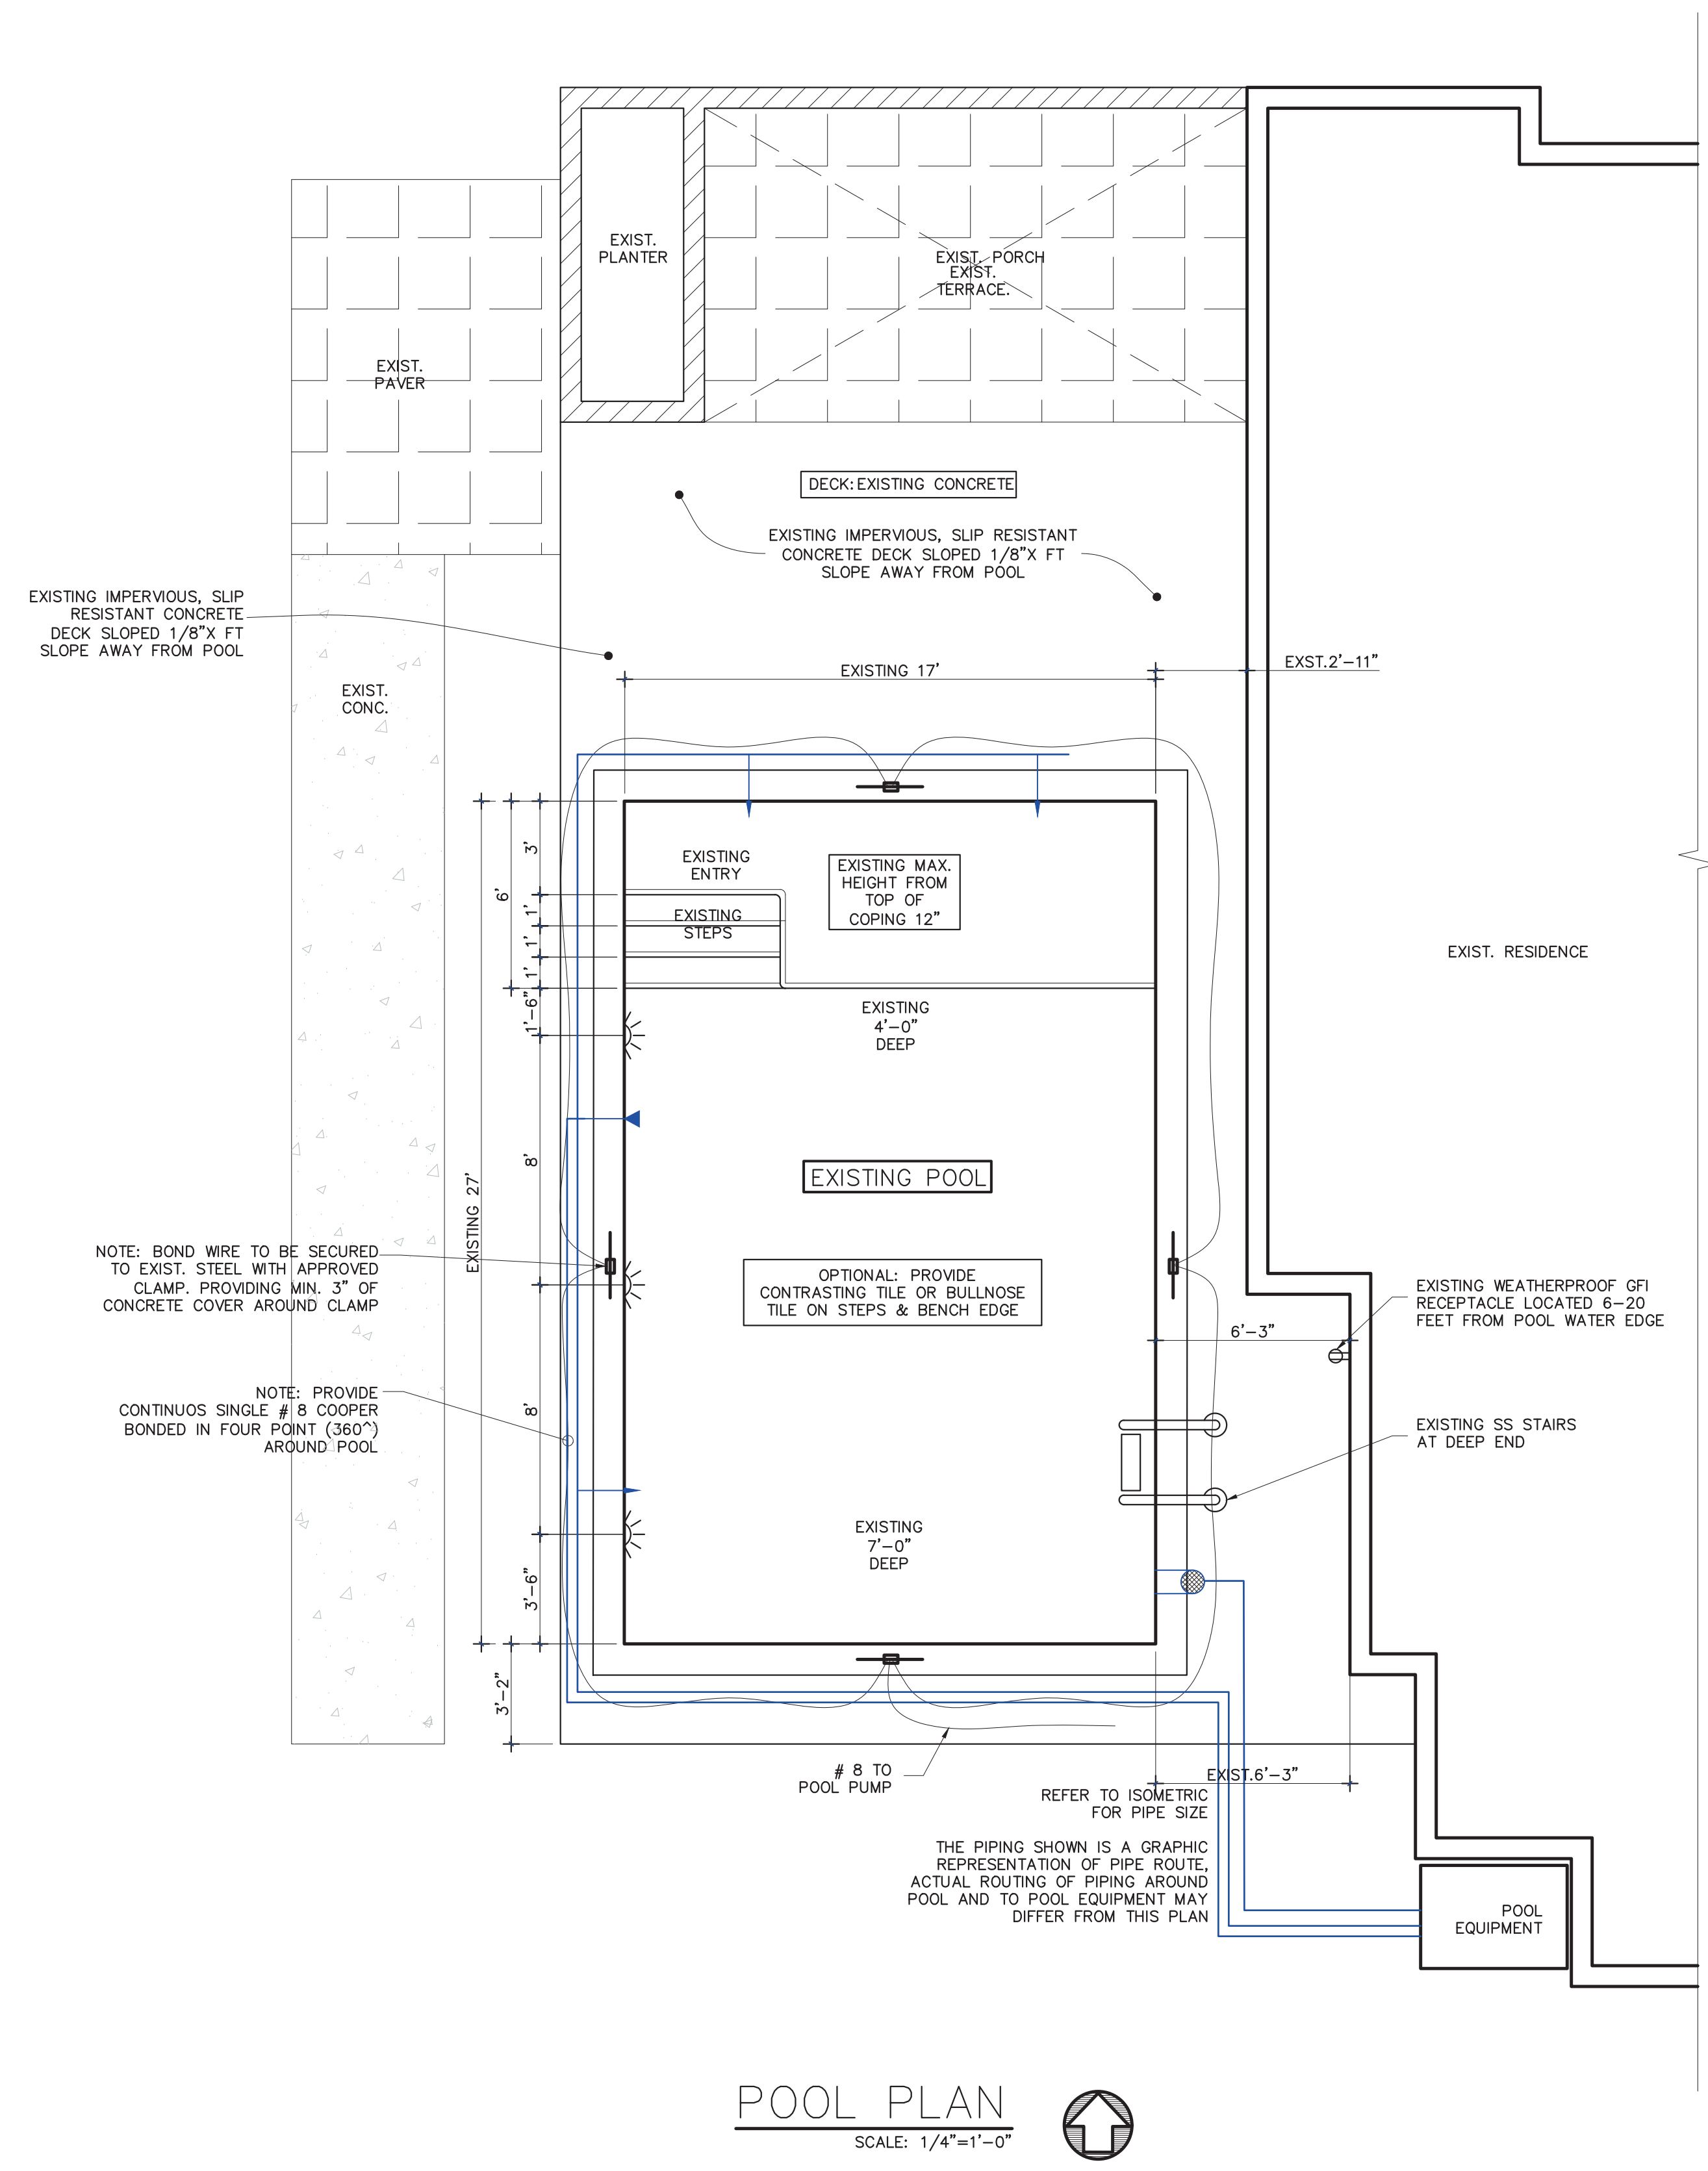 EXIST.
PLANTER
EXIST. PORCH
EXIST.
TERRACE.
EXIST.
PAVER
DECK: EXISTING CONCRETE
EXISTING IMPERVIOUS, SLIP RESISTANT
CONCRETE DECK SLOPED 1/8"X FT
SLOPE AWAY FROM POOL
EXISTING IMPERVIOUS, SLIP
RESISTANT CONCRETE
DECK SLOPED 1/8"X FT
SLOPE AWAY FROM POOL
EXISTING 17'
EXST.2'-11"
EXIST.
CONC.
3'
6'
1'
1'
1'
1'-6"
8'
EXISTING 27'
8'
3'-6"
3'-2"
EXISTING
ENTRY
EXISTING
STEPS
EXISTING MAX.
HEIGHT FROM
TOP OF
COPING 12"
EXIST. RESIDENCE
EXISTING
4'-0"
DEEP
EXISTING POOL
NOTE: BOND WIRE TO BE SECURED
TO EXIST. STEEL WITH APPROVED
CLAMP. PROVIDING MIN. 3" OF
CONCRETE COVER AROUND CLAMP
OPTIONAL: PROVIDE
CONTRASTING TILE OR BULLNOSE
TILE ON STEPS & BENCH EDGE
EXISTING WEATHERPROOF GFI
RECEPTACLE LOCATED 6-20
FEET FROM POOL WATER EDGE
6'-3"
NOTE: PROVIDE
CONTINUOS SINGLE # 8 COOPER
BONDED IN FOUR POINT (360^)
AROUND POOL
EXISTING SS STAIRS
AT DEEP END
EXISTING
7'-0"
DEEP
# 8 TO
POOL PUMP
EXIST.6'-3"
REFER TO ISOMETRIC
FOR PIPE SIZE
THE PIPING SHOWN IS A GRAPHIC
REPRESENTATION OF PIPE ROUTE,
ACTUAL ROUTING OF PIPING AROUND
POOL AND TO POOL EQUIPMENT MAY
DIFFER FROM THIS PLAN
POOL
EQUIPMENT
POOL PLAN
SCALE: 1/4"=1'-0"